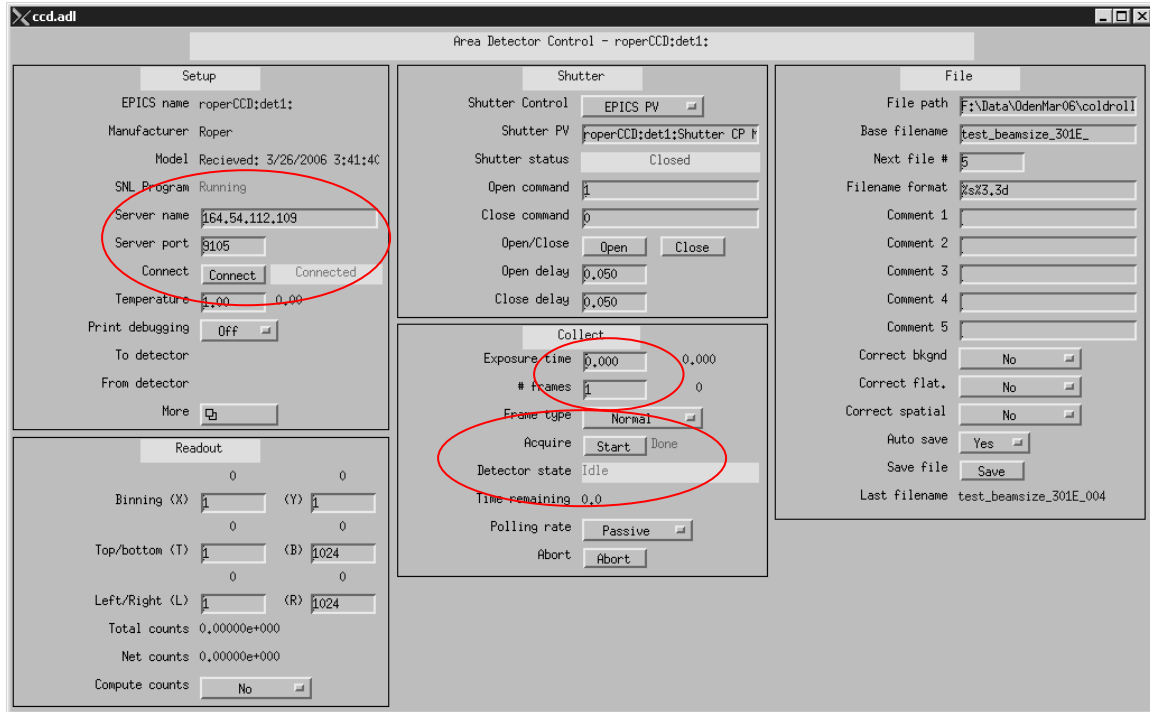 ccd.adl
Area Detector Control - roperCCD:det1:
Setup
EPICS name roperCCD:det1:
Manufacturer Roper
Model Recieved: 3/26/2006 3:41:40
SNL Program Running
Server name 164.54.112.109
Server port 9105
Connect Connect Connected
Temperature 1.00 0.00
Print debugging Off
To detector
From detector
More
Readout
0 0
Binning (X) 1 (Y) 1
0 0
Top/bottom (T) 1 (B) 1024
0 0
Left/Right (L) 1 (R) 1024
Total counts 0.00000e+000
Net counts 0.00000e+000
Compute counts No
Shutter
Shutter Control EPICS PV
Shutter PV roperCCD:det1:Shutter CP
Shutter status Closed
Open command 1
Close command 0
Open/Close Open Close
Open delay 0.050
Close delay 0.050
Collect
Exposure time 0.000 0.000
# frames 1 0
Frame type Normal
Acquire Start Done
Detector state Idle
Time remaining 0.0
Polling rate Passive
Abort Abort
File
File path F:\Data\OdenMar06\coldroll
Base filename test_beamsize_301E_
Next file # 5
Filename format %s%3.3d
Comment 1
Comment 2
Comment 3
Comment 4
Comment 5
Correct bkgnd No
Correct flat. No
Correct spatial No
Auto save Yes
Save file Save
Last filename test_beamsize_301E_004